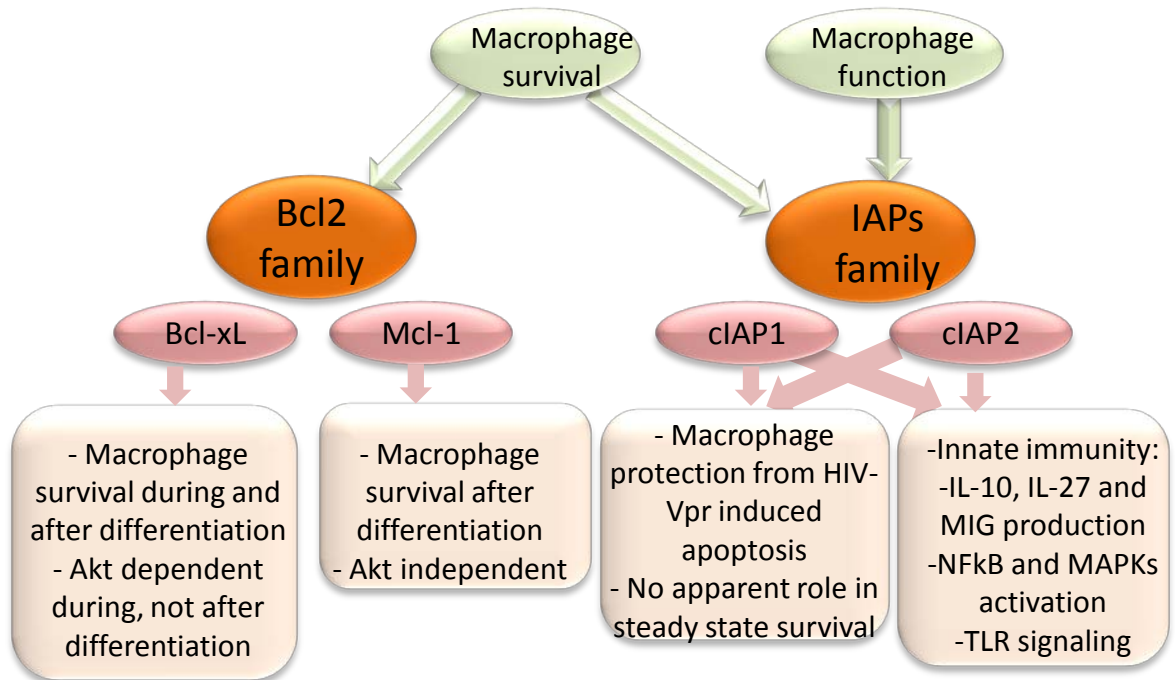 Macrophage
survival
Macrophage
function
Bcl2
family
IAPs
family
Bcl-xL
Mcl-1
cIAP1
cIAP2
- Macrophage
survival during and
after differentiation
- Akt dependent
during, not after
differentiation
- Macrophage
survival after
differentiation
- Akt independent
- Macrophage
protection from HIV-
Vpr induced
apoptosis
- No apparent role in
steady state survival
-Innate immunity:
-IL-10, IL-27 and
MIG production
-NFkB and MAPKs
activation
-TLR signaling